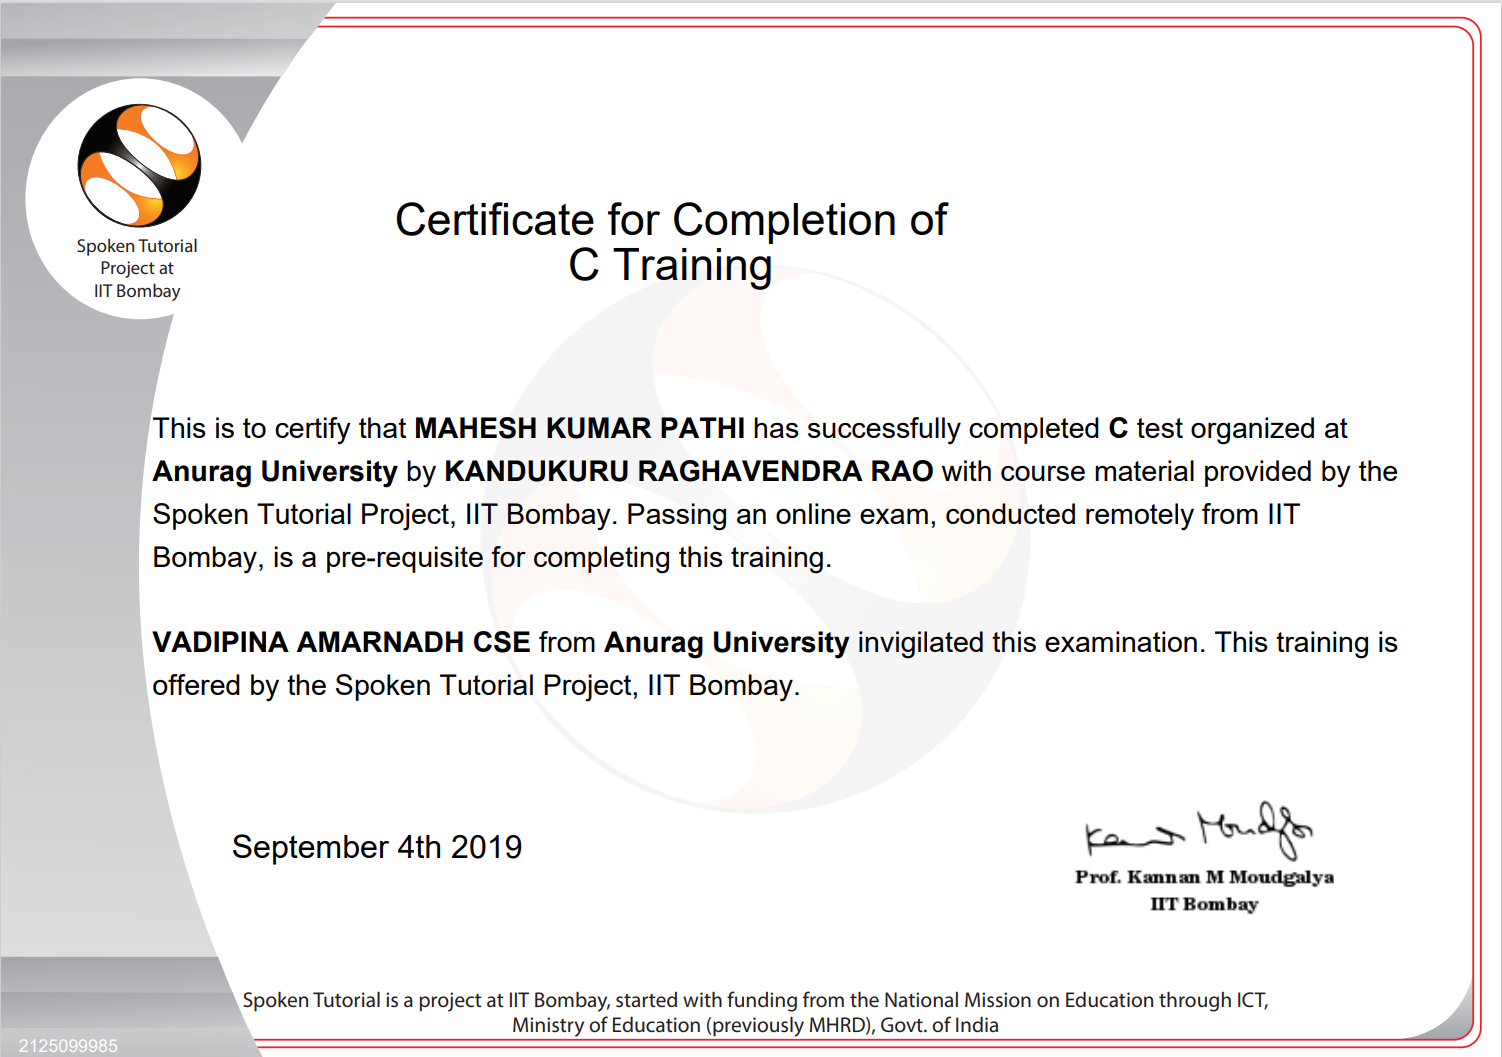 Spoken Tutorial
Project at
IIT Bombay
Certificate for Completion of
C Training
This is to certify that MAHESH KUMAR PATHI has successfully completed C test organized at
Anurag University by KANDUKURU RAGHAVENDRA RAO with course material provided by the
Spoken Tutorial Project, IIT Bombay. Passing an online exam, conducted remotely from IIT
Bombay, is a pre-requisite for completing this training.
VADIPINA AMARNADH CSE from Anurag University invigilated this examination. This training is
offered by the Spoken Tutorial Project, IIT Bombay.
September 4th 2019
Kannan Moudgalya
Prof. Kannan M Moudgalya
IIT Bombay
Spoken Tutorial is a project at IIT Bombay, started with funding from the National Mission on Education through ICT,
Ministry of Education (previously MHRD), Govt. of India
2125099985